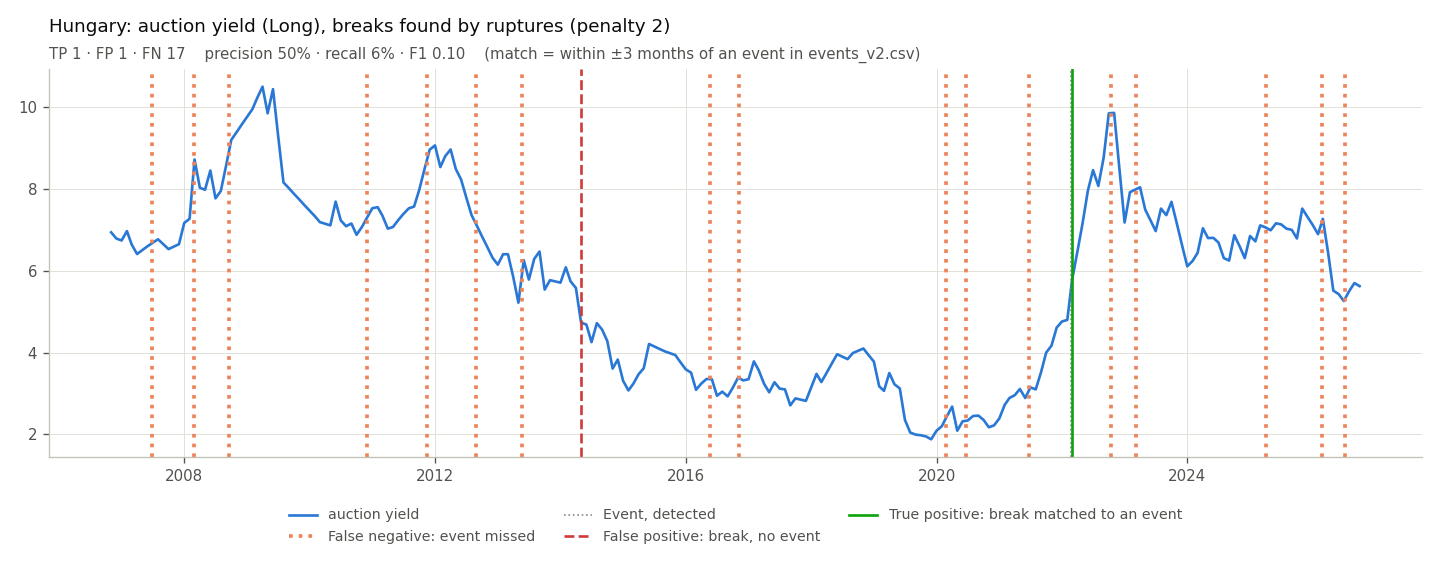 Hungary: auction yield (Long), breaks found by ruptures (penalty 2)
TP 1 · FP 1 · FN 17    precision 50% · recall 6% · F1 0.10    (match = within ±3 months of an event in events_v2.csv)
10
8
6
4
2
2008 2012 2016 2020 2024
auction yield    Event, detected    True positive: break matched to an event
False negative: event missed    False positive: break, no event